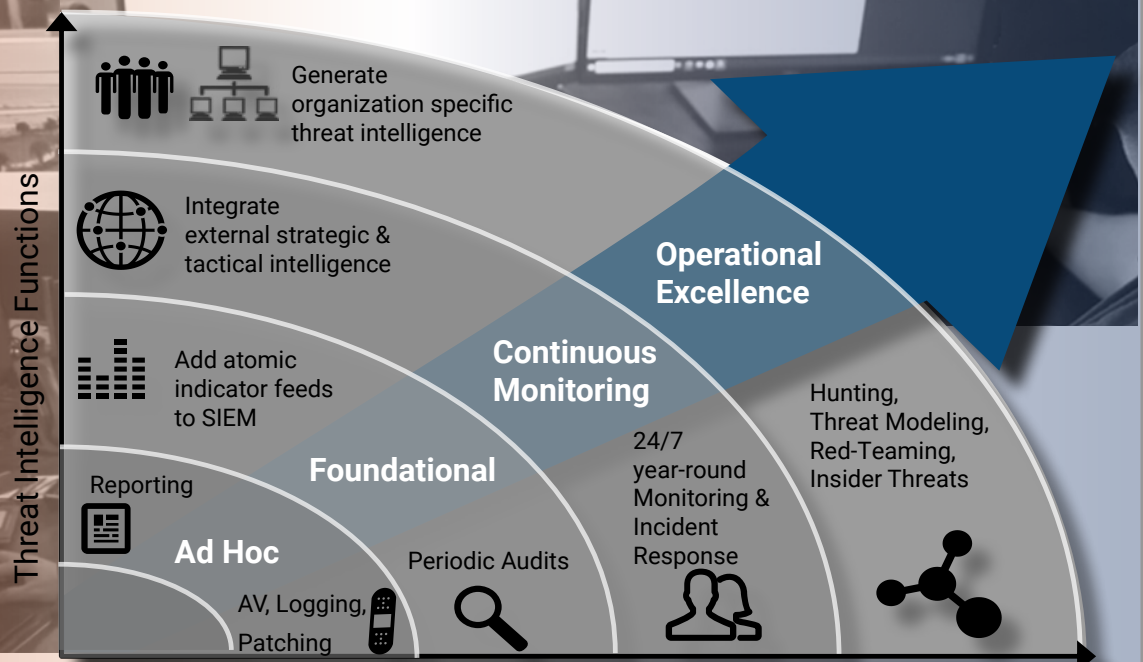 Threat Intelligence Functions
Generate
organization specific
threat intelligence
Integrate
external strategic &
tactical intelligence
Add atomic
indicator feeds
to SIEM
Reporting
Operational
Excellence
Continuous
Monitoring
Foundational
Ad Hoc
AV, Logging,
Patching
Periodic Audits
24/7
year-round
Monitoring &
Incident
Response
Hunting,
Threat Modeling,
Red-Teaming,
Insider Threats